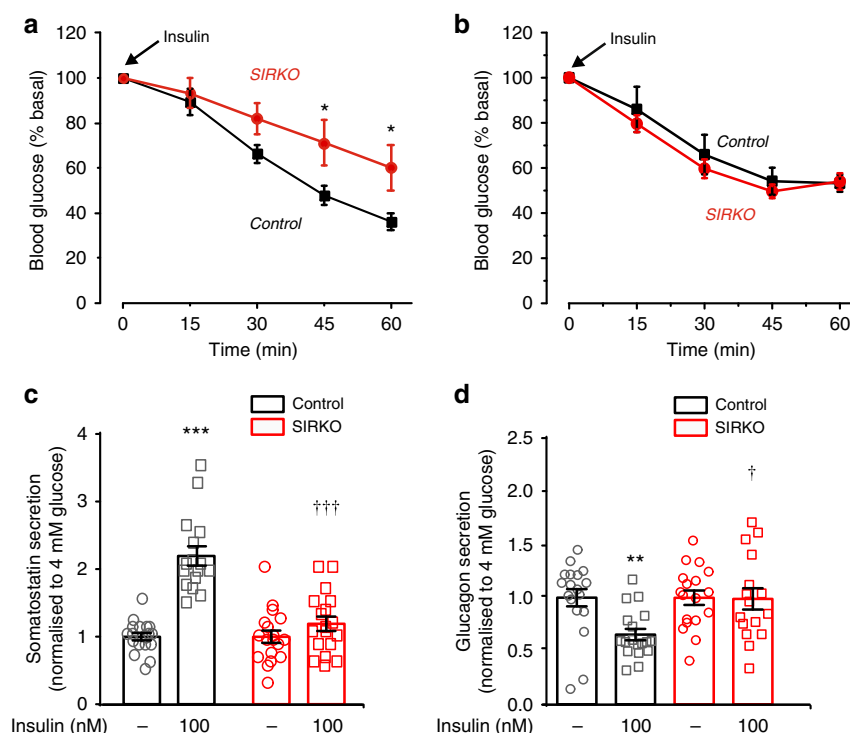 a
120
100
80
60
40
20
0
Blood glucose (% basal)
Insulin
SIRKO
*
*
Control
0 15 30 45 60
Time (min)
b
120
100
80
60
40
20
0
Blood glucose (% basal)
Insulin
Control
SIRKO
0 15 30 45 60
Time (min)
c
Control
SIRKO
4
3
2
1
0
Somatostatin secretion
(normalised to 4 mM glucose)
***
†††
Insulin (nM) – 100 – 100
d
Control
SIRKO
2.5
2.0
1.5
1.0
0.5
0
Glucagon secretion
(normalised to 4 mM glucose)
**
†
Insulin (nM) – 100 – 100